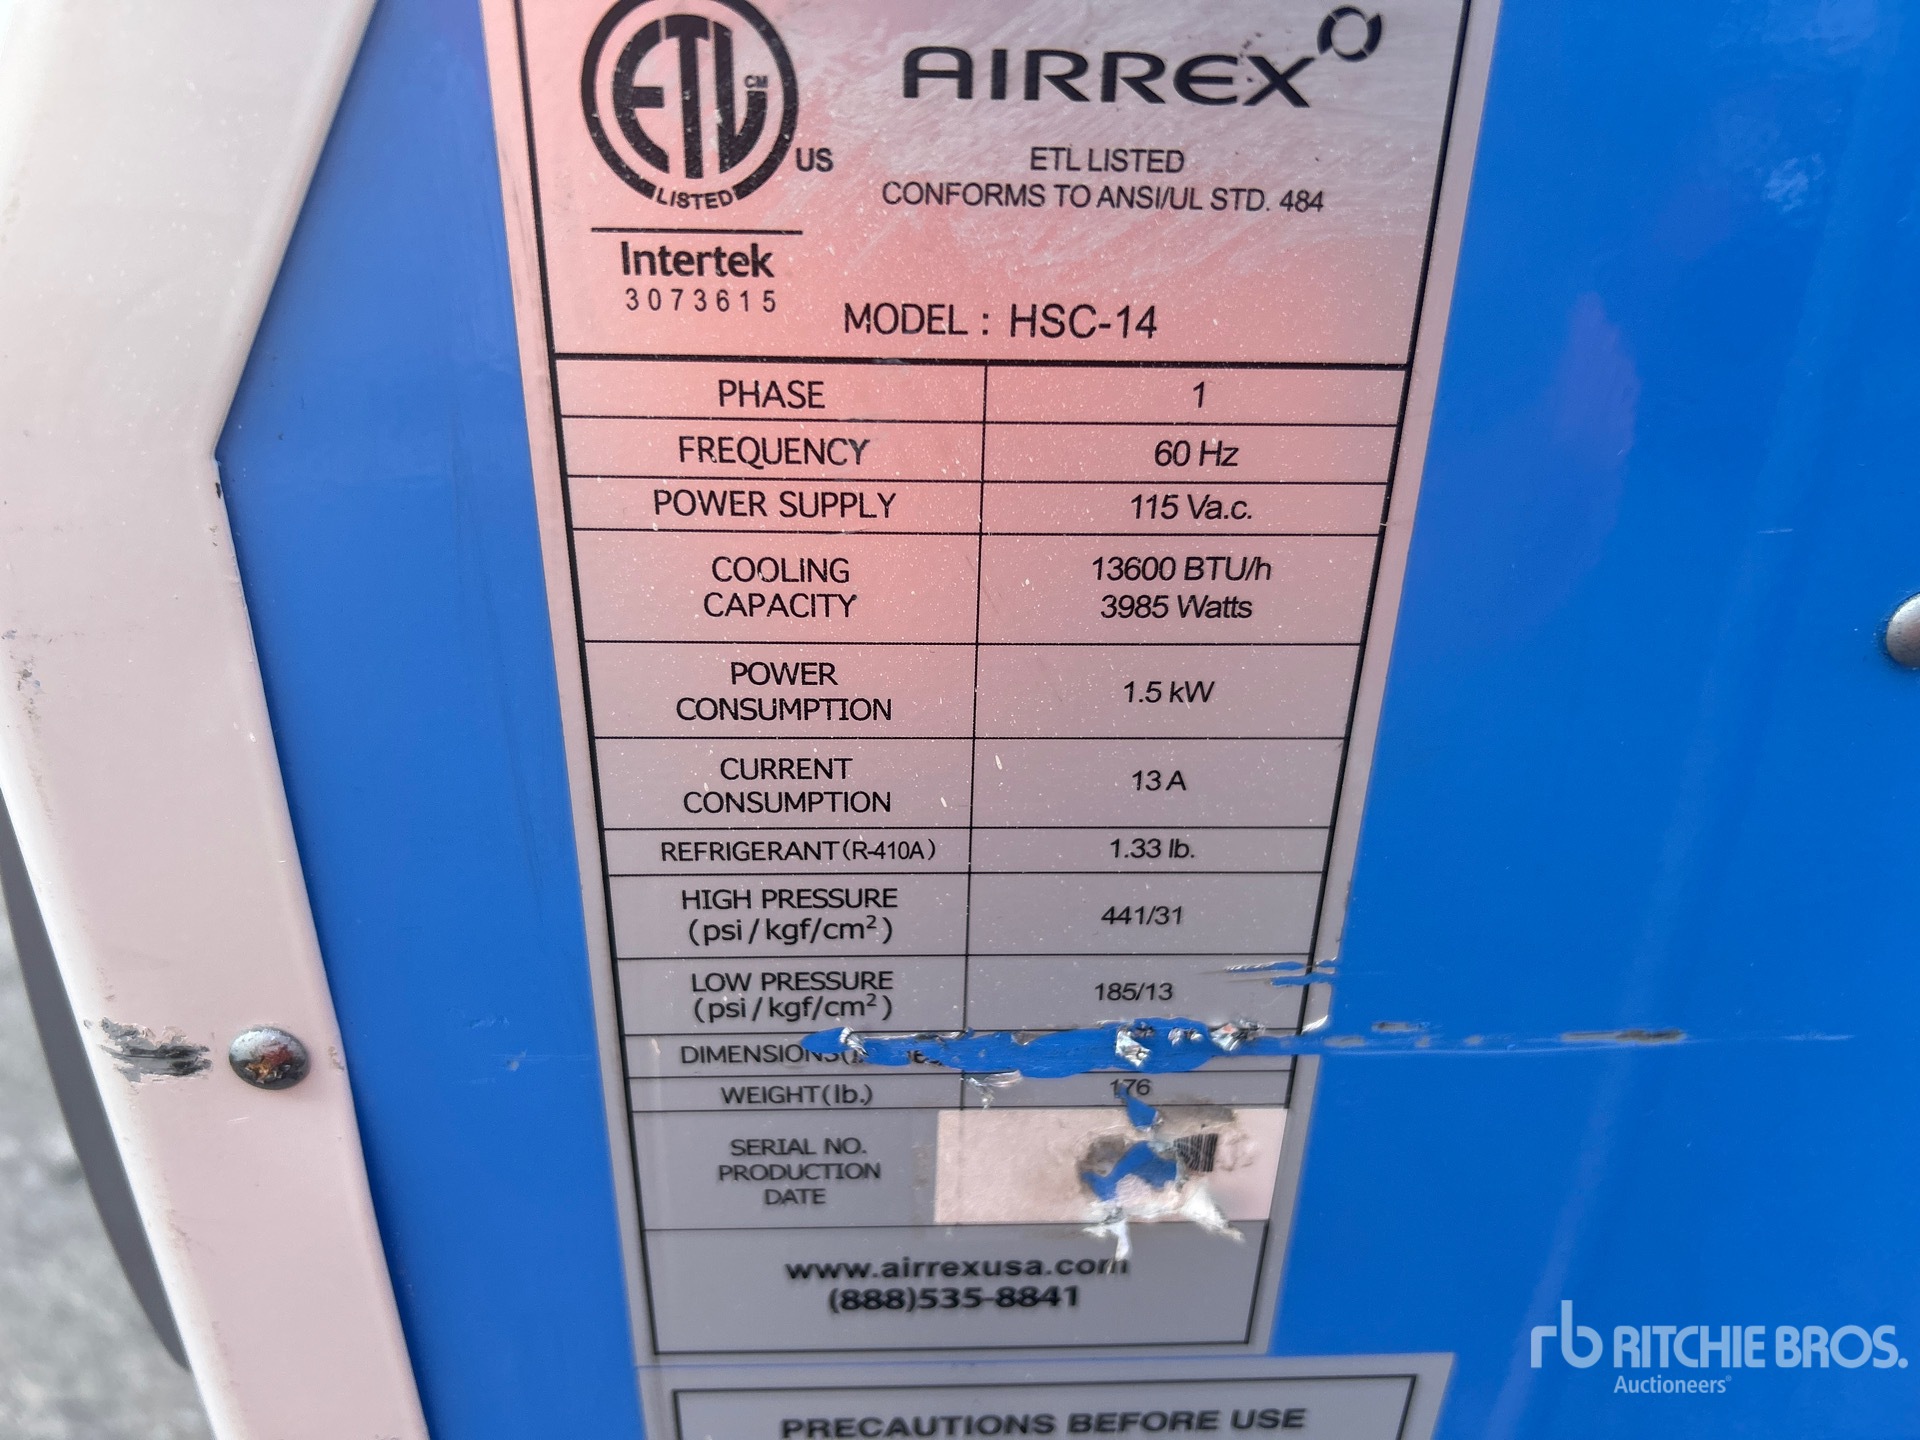 ETL CM
LISTED
US
Intertek
3073615
AIRREX
ETL LISTED
CONFORMS TO ANSI/UL STD. 484
MODEL : HSC-14
PHASE 1
FREQUENCY 60 Hz
POWER SUPPLY 115 Va.c.
COOLING CAPACITY 13600 BTU/h
3985 Watts
POWER CONSUMPTION 1.5 kW
CURRENT CONSUMPTION 13 A
REFRIGERANT(R-410A) 1.33 lb.
HIGH PRESSURE
(psi / kgf/cm²) 441/31
LOW PRESSURE
(psi / kgf/cm²) 185/13
DIMENSIONS
WEIGHT(lb.) 176
SERIAL NO.
PRODUCTION
DATE
www.airrexusa.com
(888)535-8841
PRECAUTIONS BEFORE USE
rb RITCHIE BROS.
Auctioneers